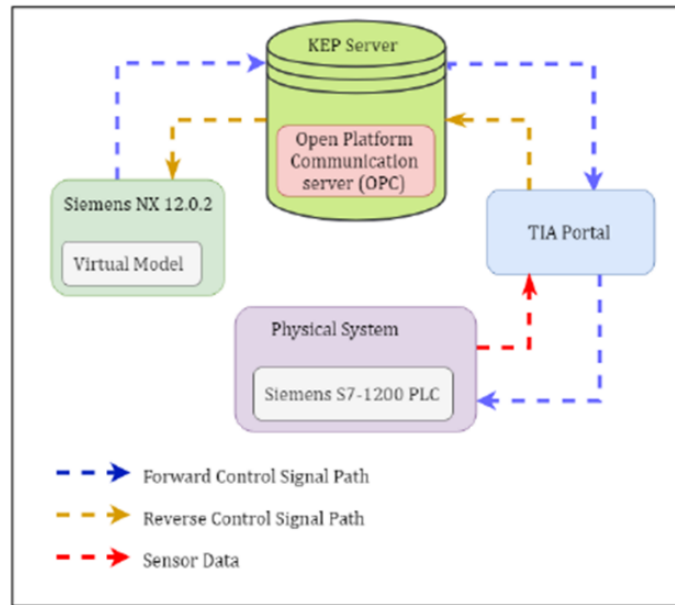 KEP Server
Open Platform
Communication
server (OPC)
Siemens NX 12.0.2
Virtual Model
TIA Portal
Physical System
Siemens S7-1200 PLC
Forward Control Signal Path
Reverse Control Signal Path
Sensor Data